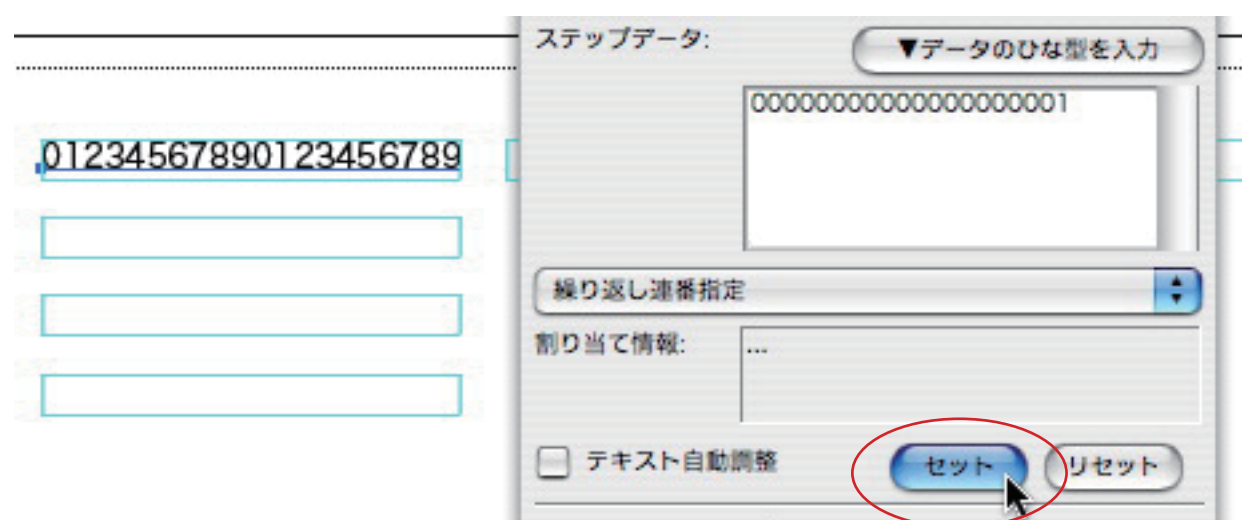 ステップデータ:
▼データのひな型を入力
00000000000000000001
01234567890123456789
繰り返し連番指定
割り当て情報:
...
テキスト自動調整
セット
リセット